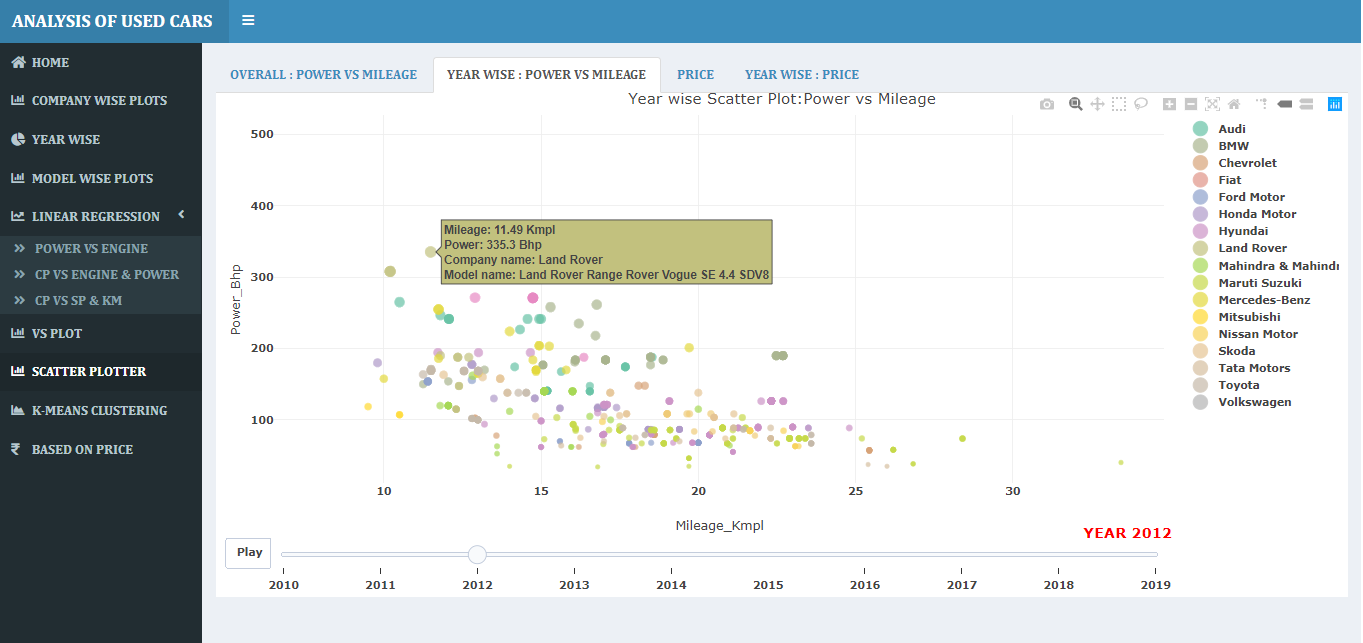 ANALYSIS OF USED CARS
HOME
COMPANY WISE PLOTS
YEAR WISE
MODEL WISE PLOTS
LINEAR REGRESSION
POWER VS ENGINE
CP VS ENGINE & POWER
CP VS SP & KM
VS PLOT
SCATTER PLOTTER
K-MEANS CLUSTERING
BASED ON PRICE
OVERALL : POWER VS MILEAGE
YEAR WISE : POWER VS MILEAGE
PRICE
YEAR WISE : PRICE
Year wise Scatter Plot:Power vs Mileage
500
400
300
200
100
Power_Bhp
Mileage: 11.49 Kmpl
Power: 335.3 Bhp
Company name: Land Rover
Model name: Land Rover Range Rover Vogue SE 4.4 SDV8
10
15
20
25
30
Mileage_Kmpl
Audi
BMW
Chevrolet
Fiat
Ford Motor
Honda Motor
Hyundai
Land Rover
Mahindra & Mahindr
Maruti Suzuki
Mercedes-Benz
Mitsubishi
Nissan Motor
Skoda
Tata Motors
Toyota
Volkswagen
YEAR 2012
Play
2010
2011
2012
2013
2014
2015
2016
2017
2018
2019